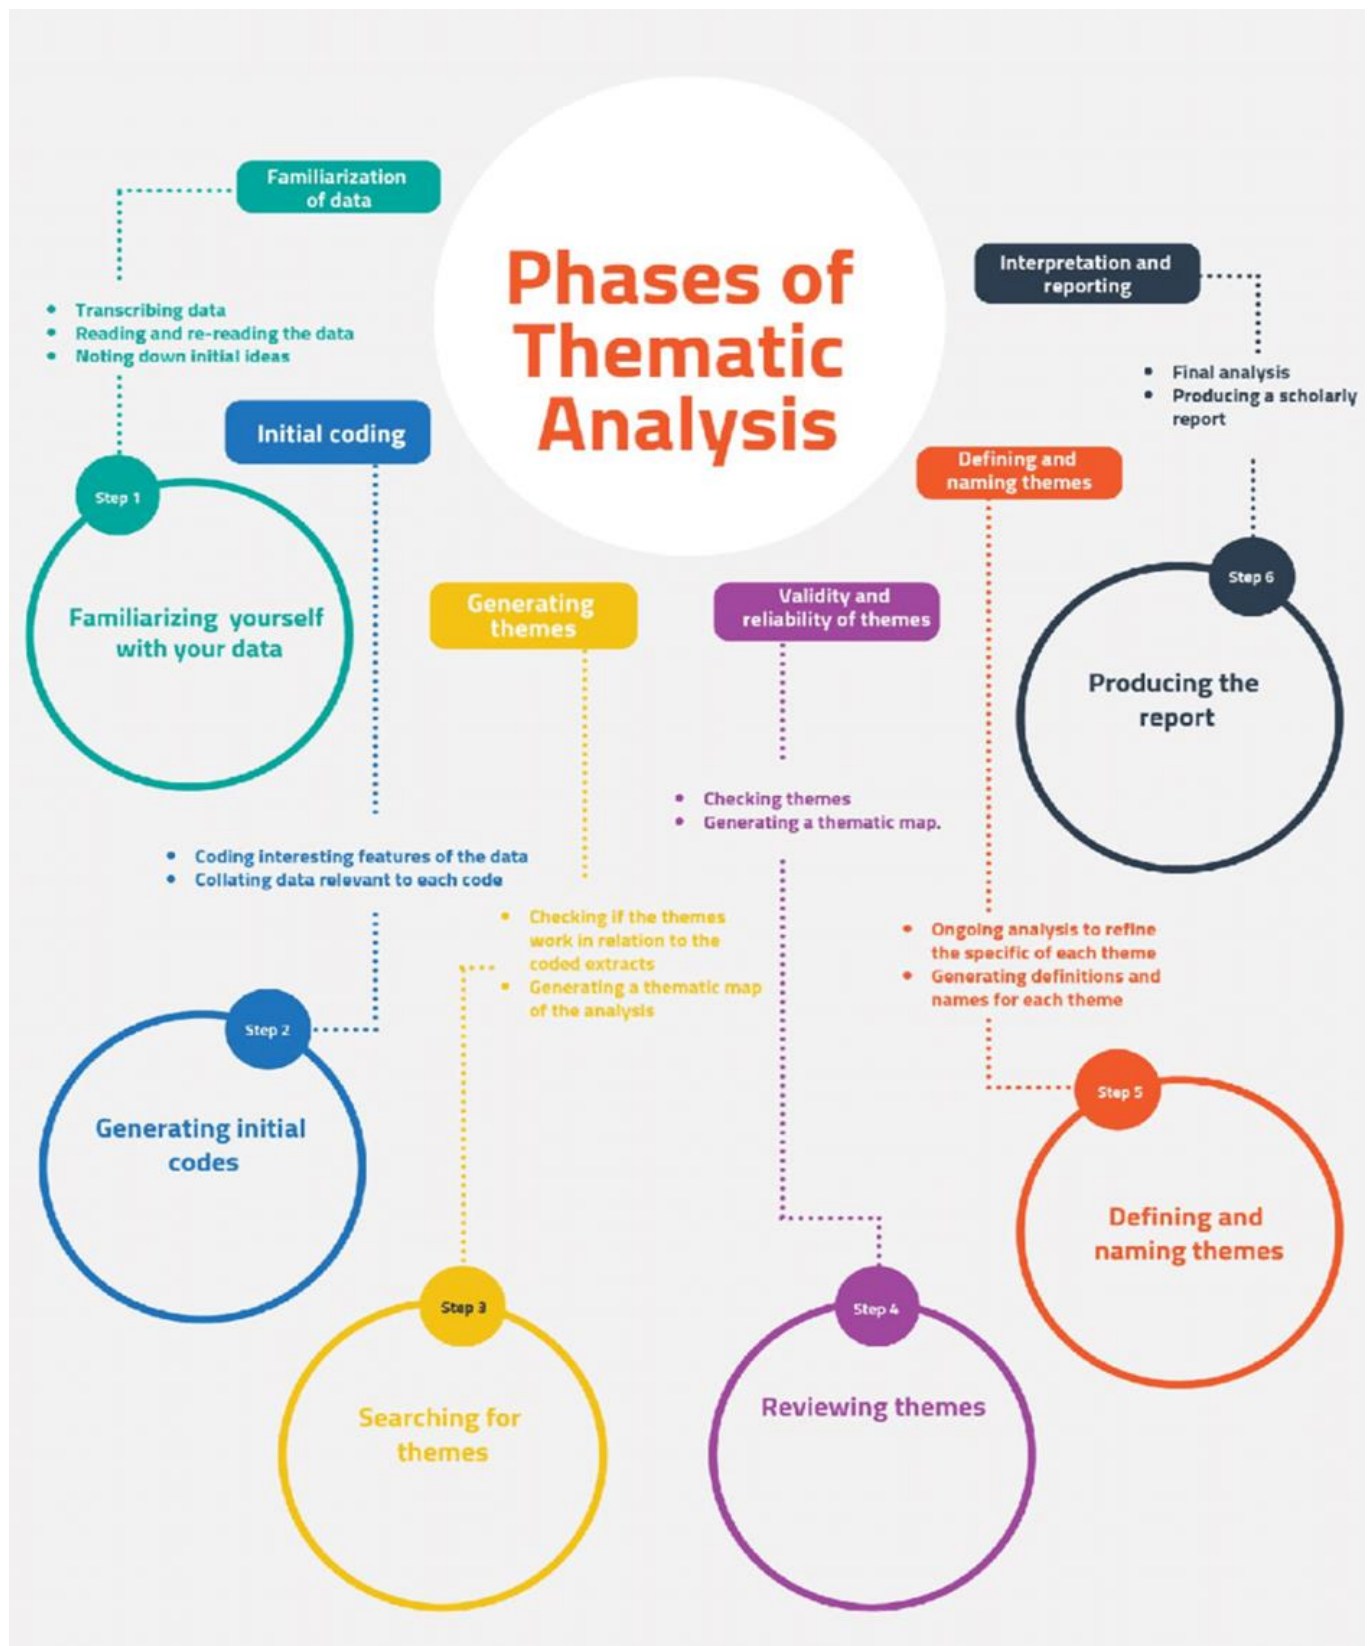 Phases of
Thematic
Analysis
Familiarization
of data
• Transcribing data
• Reading and re-reading the data
• Noting down initial ideas
Step 1
Familiarizing yourself
with your data
Initial coding
• Coding interesting features of the data
• Collating data relevant to each code
Step 2
Generating initial
codes
Generating
themes
• Checking if the themes
work in relation to the
coded extracts
• Generating a thematic map
of the analysis
Step 3
Searching for
themes
Validity and
reliability of themes
• Checking themes
• Generating a thematic map.
Step 4
Reviewing themes
Defining and
naming themes
• Ongoing analysis to refine
the specific of each theme
• Generating definitions and
names for each theme
Step 5
Defining and
naming themes
Interpretation and
reporting
• Final analysis
• Producing a scholarly
report
Step 6
Producing the
report